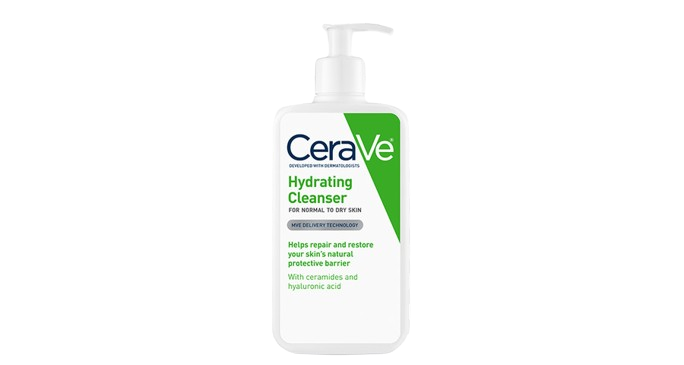 CeraVe®
DEVELOPED WITH DERMATOLOGISTS
Hydrating
Cleanser
FOR NORMAL TO DRY SKIN
MVE DELIVERY TECHNOLOGY
Helps repair and restore
your skin's natural
protective barrier
With ceramides and
hyaluronic acid